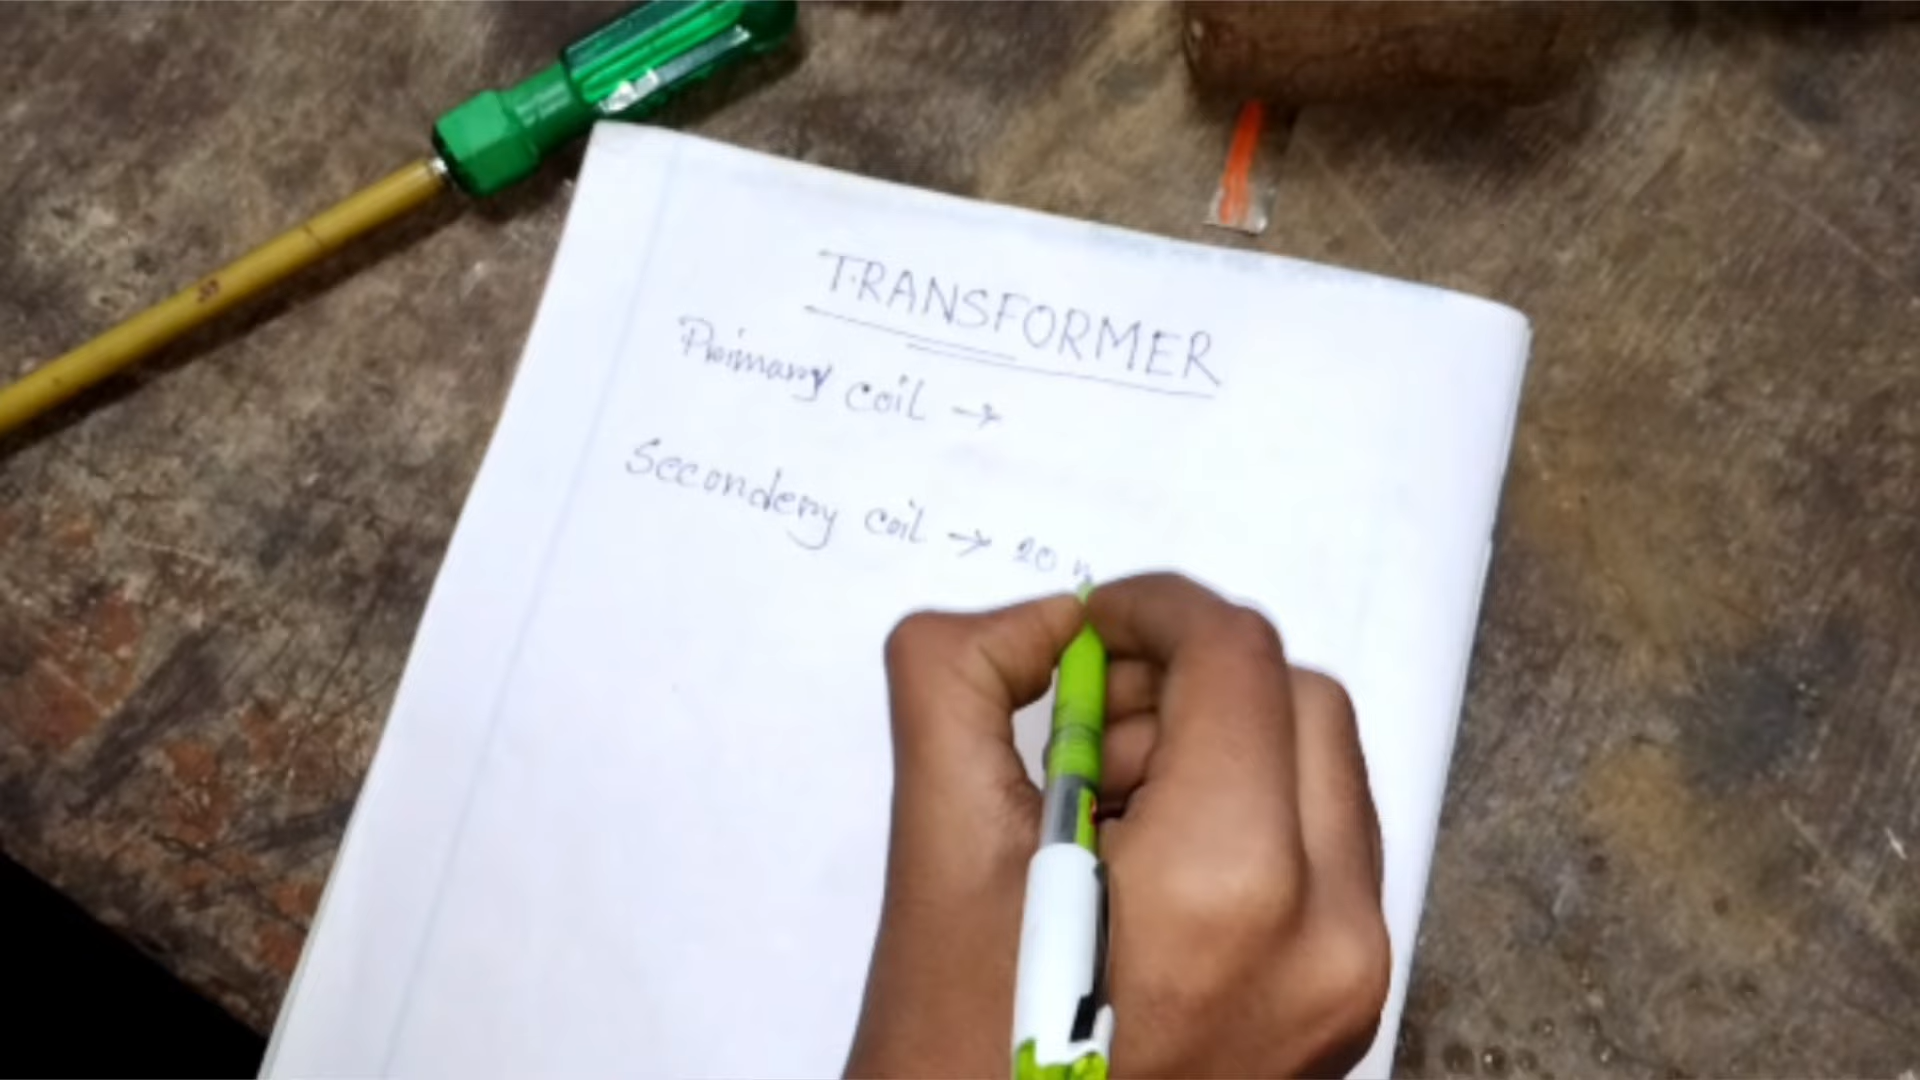 TRANSFORMER
Primary coil →
Secondery coil → 20